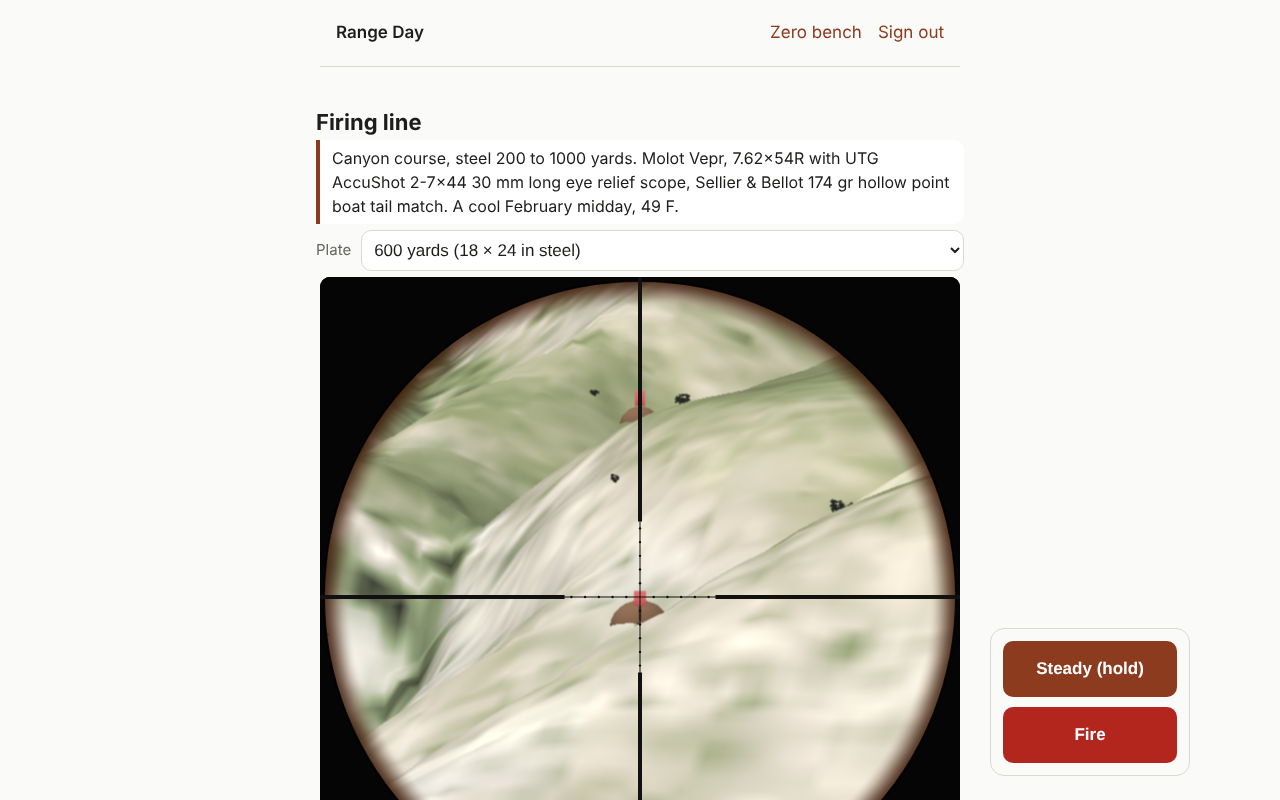 Range Day
Zero bench
Sign out
Firing line
Canyon course, steel 200 to 1000 yards. Molot Vepr, 7.62×54R with UTG
AccuShot 2-7×44 30 mm long eye relief scope, Sellier & Bellot 174 gr hollow point
boat tail match. A cool February midday, 49 F.
Plate
600 yards (18 × 24 in steel)
Steady (hold)
Fire